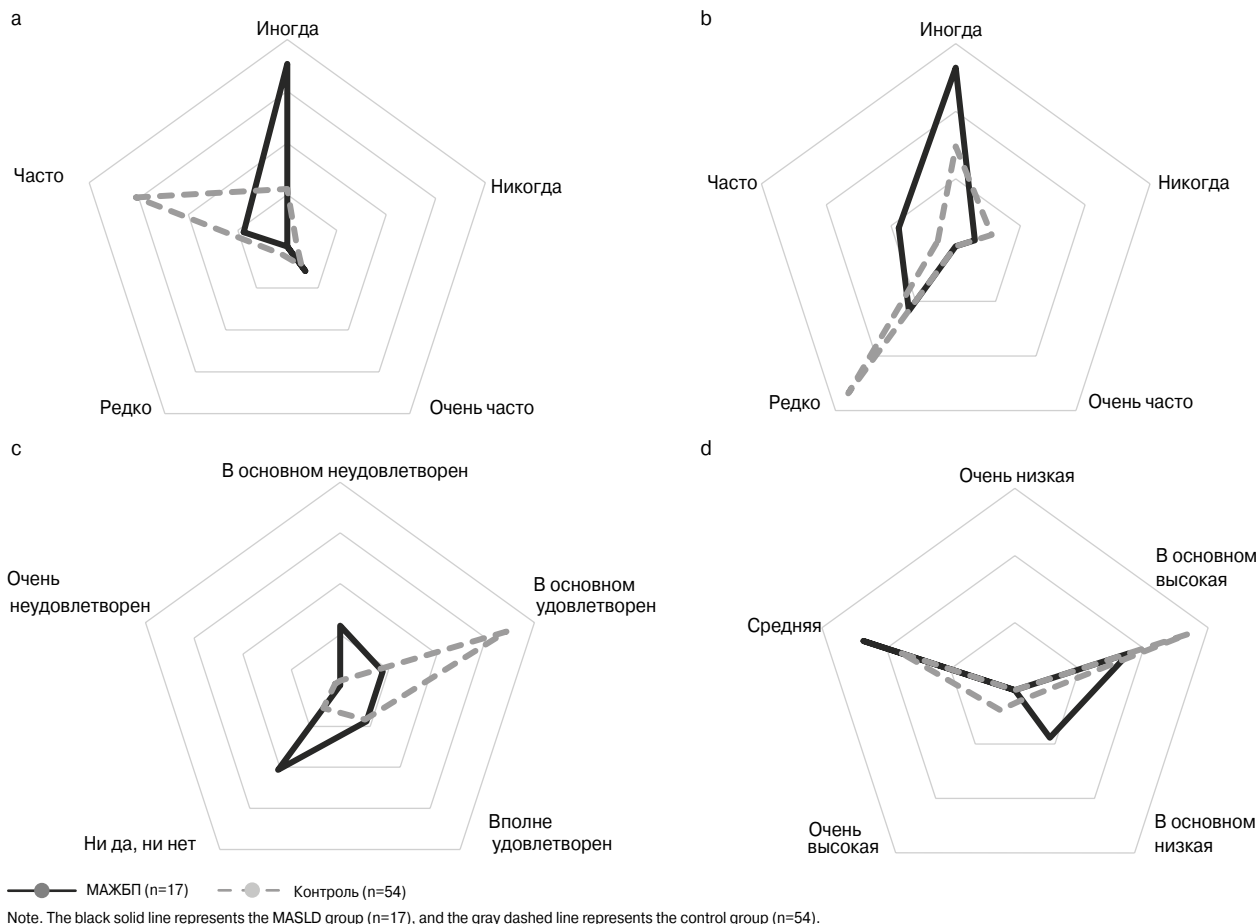 a
Иногда
Часто
Никогда
Редко
Очень часто
b
Иногда
Часто
Никогда
Редко
Очень часто
c
В основном неудовлетворен
Очень
неудовлетворен
В основном
удовлетворен
Ни да, ни нет
Вполне
удовлетворен
d
Очень низкая
В основном
высокая
Средняя
Очень
высокая
В основном
низкая
МАЖБП (n=17)
Контроль (n=54)
Note. The black solid line represents the MASLD group (n=17), and the gray dashed line represents the control group (n=54).